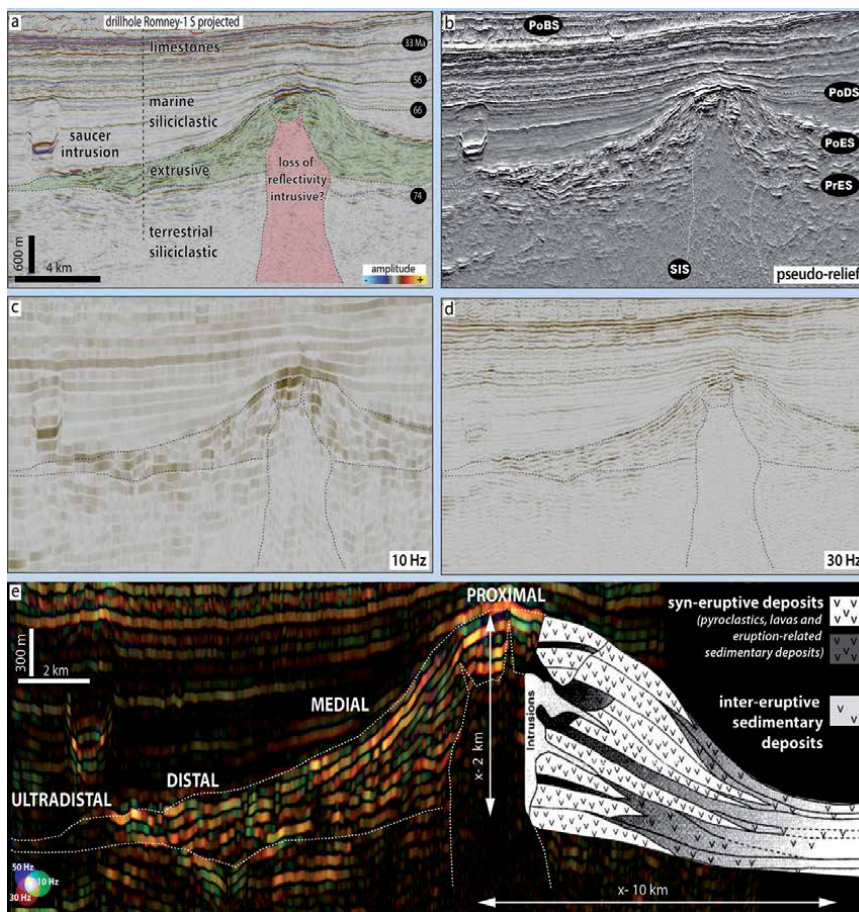 a
drillhole Romney-1 S projected
limestones
33 Ma
56
marine
siliciclastic
66
saucer
intrusion
extrusive
loss of
reflectivity
intrusive?
74
terrestrial
siliciclastic
600 m
4 km
amplitude
- +
b
PoBS
PoDS
PoES
PrES
SIS
pseudo-relief
c
10 Hz
d
30 Hz
e
PROXIMAL
300 m
2 km
MEDIAL
DISTAL
ULTRADISTAL
x- 2 km
Intrusions
syn-eruptive deposits
(pyroclastics, lavas and
eruption-related
sedimentary deposits)
inter-eruptive
sedimentary
deposits
50 Hz
10 Hz
30 Hz
x- 10 km